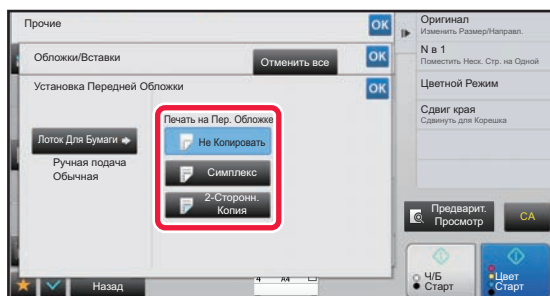 Прочие
OK
Обложки/Вставки
Отменить все
OK
Установка Передней Обложки
OK
Печать на Пер. Обложке
Лоток Для Бумаги
Ручная подача
Обычная
Не Копировать
Симплекс
2-Сторонн.
Копия
Назад
4 A4
Оригинал
Изменить Размер/Направл.
N в 1
Поместить Неск. Стр. на Одной
Цветной Режим
Сдвиг края
Сдвинуть для Корешка
Предварит.
Просмотр
CA
Ч/Б
Старт
Цвет
Старт